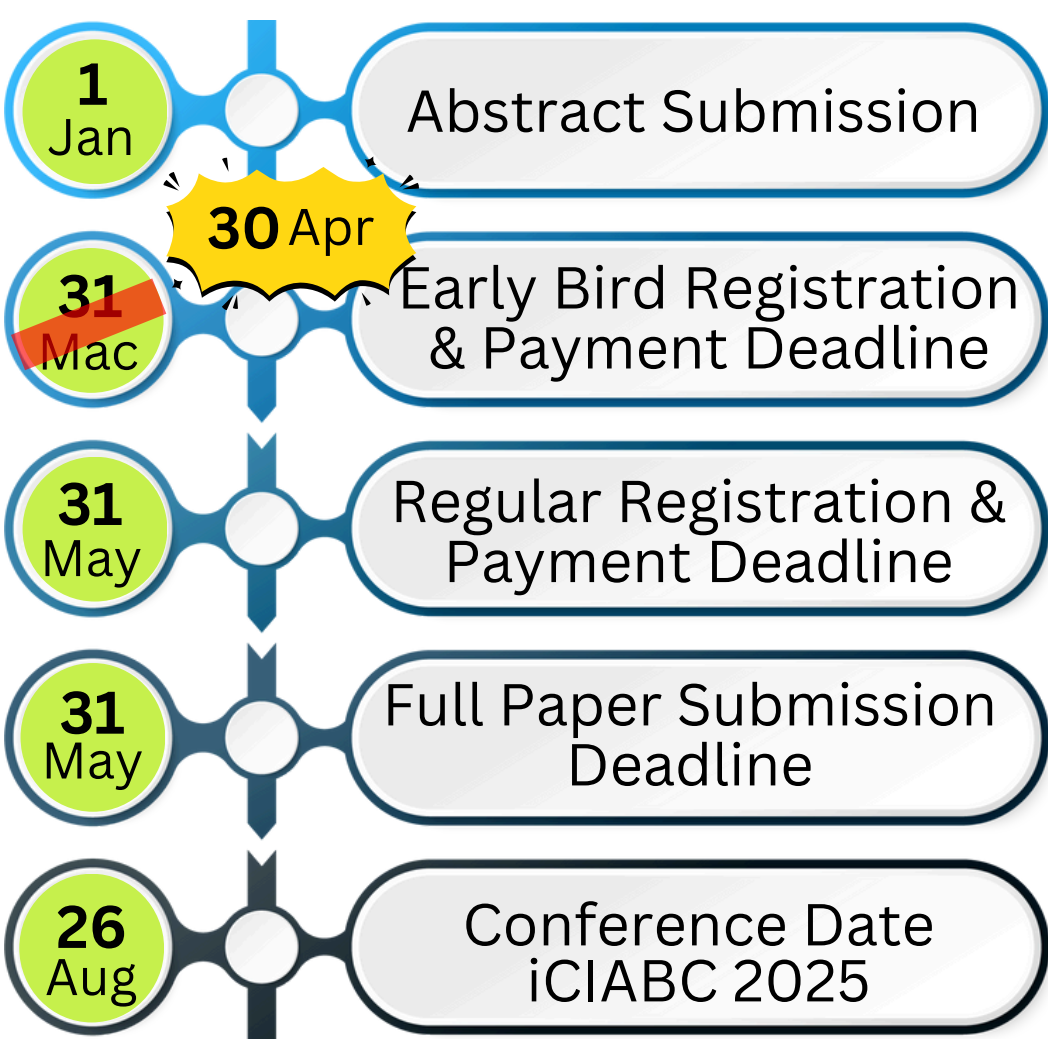 1
Jan
Abstract Submission
30 Apr
31
Mac
Early Bird Registration
& Payment Deadline
31
May
Regular Registration &
Payment Deadline
31
May
Full Paper Submission
Deadline
26
Aug
Conference Date
iCIABC 2025